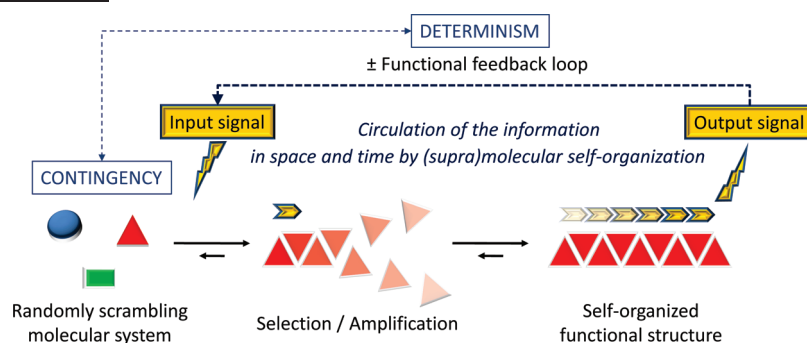 DETERMINISM
± Functional feedback loop
Input signal
Output signal
Circulation of the information
in space and time by (supra)molecular self-organization
CONTINGENCY
Randomly scrambling
molecular system
Selection / Amplification
Self-organized
functional structure